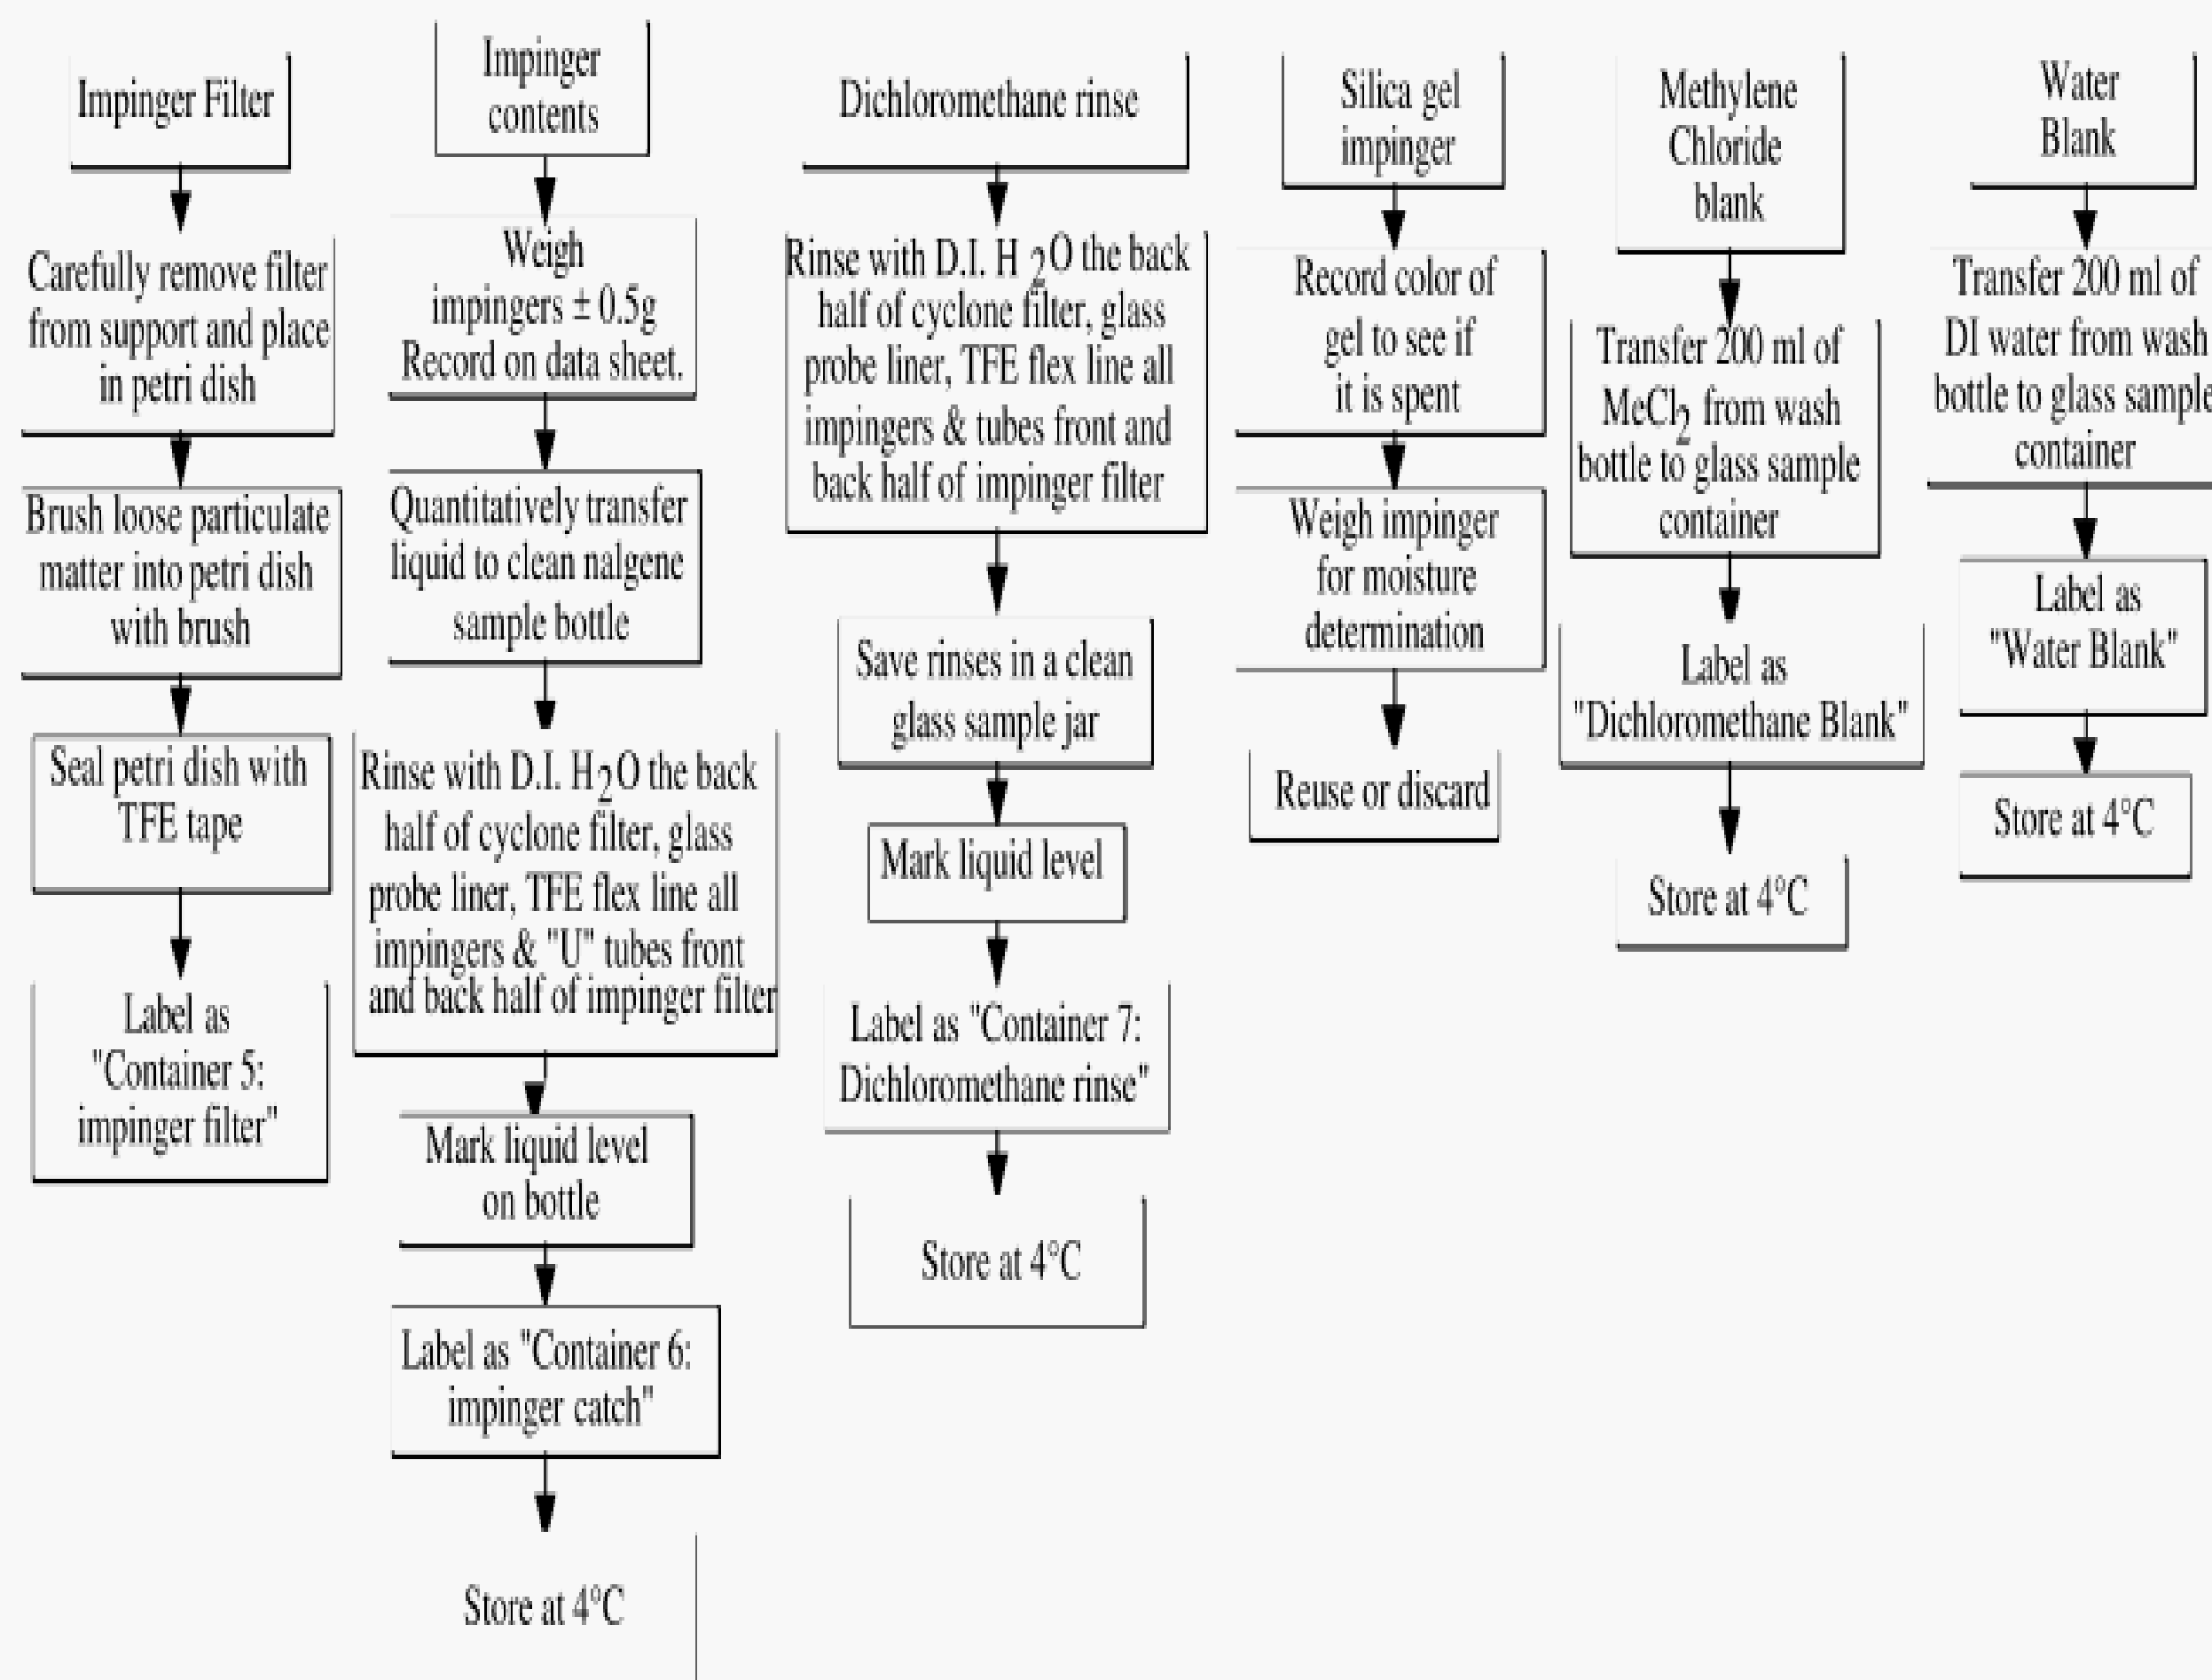 Impinger Filter
Carefully remove filter
from support and place
in petri dish
Brush loose particulate
matter into petri dish
with brush
Seal petri dish with
TFE tape
Label as
"Container 5:
impinger filter"
Impinger
contents
Weigh
impingers ± 0.5g
Record on data sheet.
Quantitatively transfer
liquid to clean nalgene
sample bottle
Rinse with D.I. H2O the back
half of cyclone filter, glass
probe liner, TFE flex line all
impingers & "U" tubes front
and back half of impinger filter
Mark liquid level
on bottle
Label as "Container 6:
impinger catch"
Store at 4°C
Dichloromethane rinse
Rinse with D.I. H 2O the back
half of cyclone filter, glass
probe liner, TFE flex line all
impingers & tubes front and
back half of impinger filter
Save rinses in a clean
glass sample jar
Mark liquid level
Label as "Container 7:
Dichloromethane rinse"
Store at 4°C
Silica gel
impinger
Record color of
gel to see if
it is spent
Weigh impinger
for moisture
determination
Reuse or discard
Methylene
Chloride
blank
Transfer 200 ml of
MeCl2 from wash
bottle to glass sample
container
Label as
"Dichloromethane Blank"
Store at 4°C
Water
Blank
Transfer 200 ml of
DI water from wash
bottle to glass sample
container
Label as
"Water Blank"
Store at 4°C